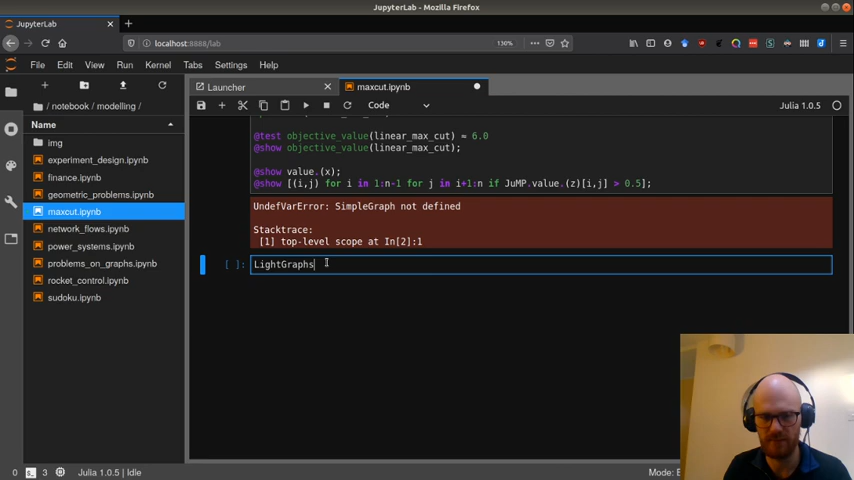 JupyterLab - Mozilla Firefox
JupyterLab
localhost:8888/lab
130%
File Edit View Run Kernel Tabs Settings Help
/ notebook / modelling /
Name
img
experiment_design.ipynb
finance.ipynb
geometric_problems.ipynb
maxcut.ipynb
network_flows.ipynb
power_systems.ipynb
problems_on_graphs.ipynb
rocket_control.ipynb
sudoku.ipynb
Launcher
maxcut.ipynb
Code
Julia 1.0.5
@test objective_value(linear_max_cut) ≈ 6.0
@show objective_value(linear_max_cut);
@show value.(x);
@show [(i,j) for i in 1:n-1 for j in i+1:n if JuMP.value.(z)[i,j] > 0.5];
UndefVarError: SimpleGraph not defined
Stacktrace:
[1] top-level scope at In[2]:1
[ ]: LightGraphs
0 3 Julia 1.0.5 | Idle
Mode: